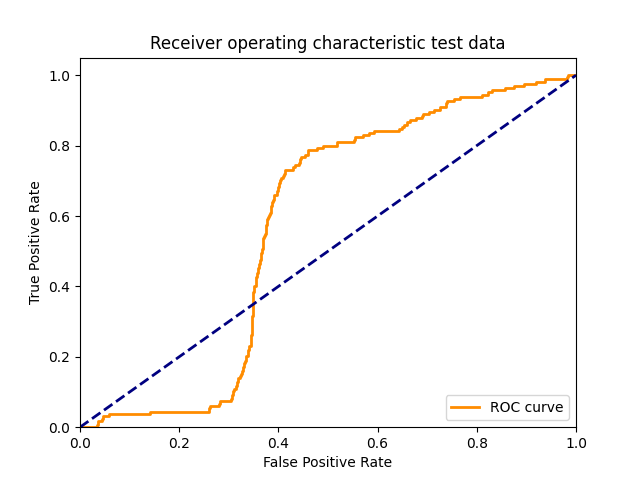 Receiver operating characteristic test data
True Positive Rate
1.0
0.8
0.6
0.4
0.2
0.0
ROC curve
0.0 0.2 0.4 0.6 0.8 1.0
False Positive Rate